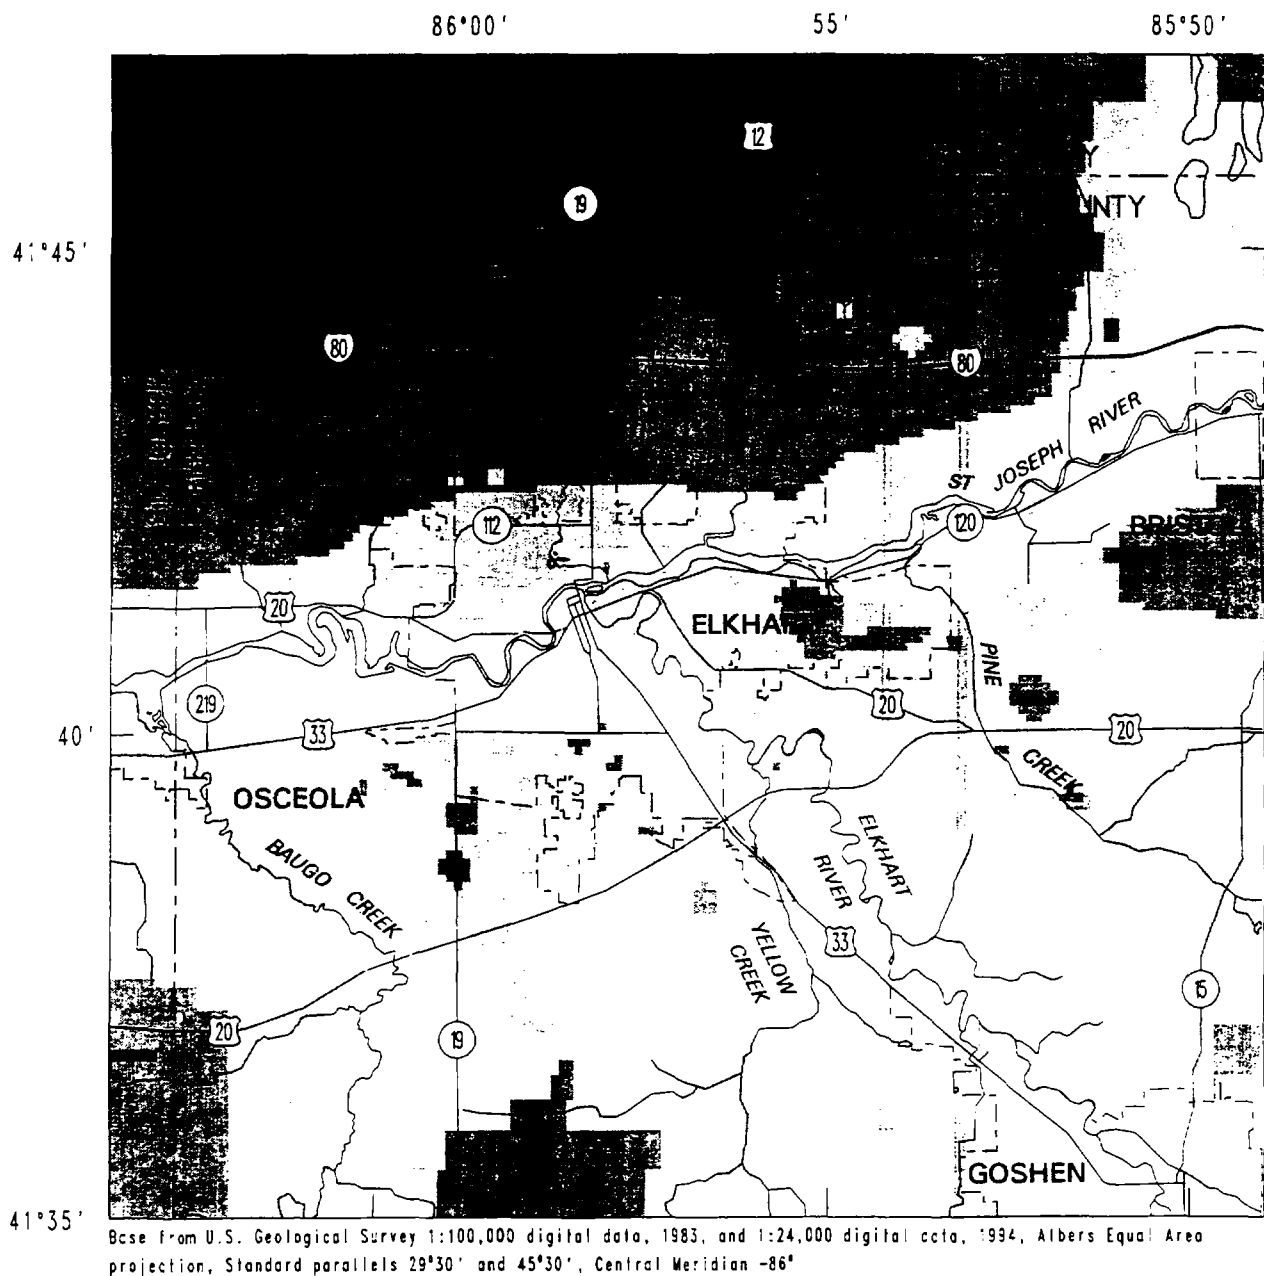 86°00' 55' 85°50'
12
Y
19
UNTY
41°45'
80
80
RIVER
JOSEPH
ST
112
120
20
ELKHA
PINE
219
20
20
33
40'
CREEK
OSCEOLA
ELKHART
RIVER
BAUGO CREEK
YELLOW
CREEK
33
15
20
19
GOSHEN
41°35'
Base from U.S. Geological Survey 1:100,000 digital data, 1983, and 1:24,000 digital data, 1994, Albers Equal Area
projection, Standard parallels 29°30' and 45°30', Central Meridian -86°